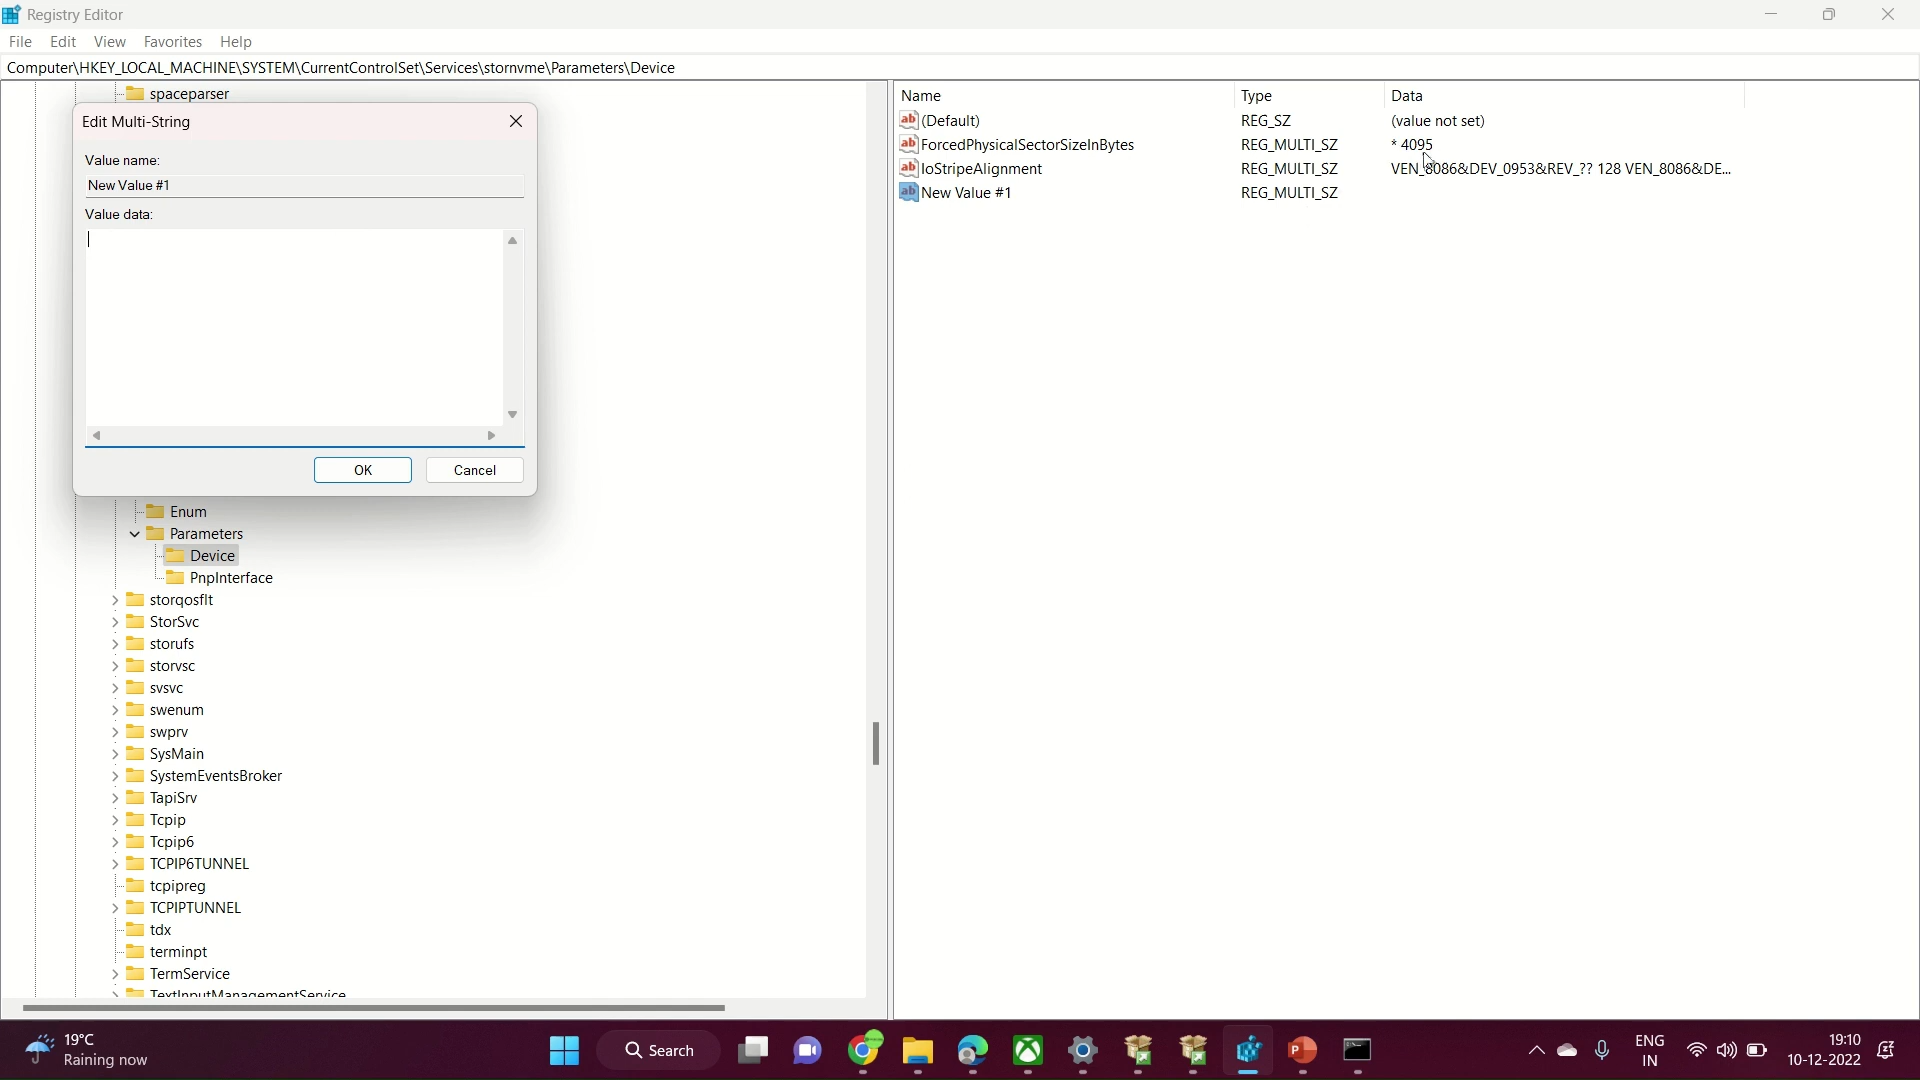 Registry Editor
File Edit View Favorites Help
Computer\HKEY_LOCAL_MACHINE\SYSTEM\CurrentControlSet\Services\stornvme\Parameters\Device
spaceparser
Edit Multi-String
Value name:
New Value #1
Value data:
OK Cancel
Enum
Parameters
Device
PnpInterface
storqosflt
StorSvc
storufs
storvsc
svsvc
swenum
swprv
SysMain
SystemEventsBroker
TapiSrv
Tcpip
Tcpip6
TCPIP6TUNNEL
tcpipreg
TCPIPTUNNEL
tdx
terminpt
TermService
TextInputManagementService
Name Type Data
(Default) REG_SZ (value not set)
ForcedPhysicalSectorSizeInBytes REG_MULTI_SZ * 4095
IoStripeAlignment REG_MULTI_SZ VEN_8086&DEV_0953&REV_?? 128 VEN_8086&DE...
New Value #1 REG_MULTI_SZ
19°C
Raining now
Search
ENG
IN
19:10
10-12-2022